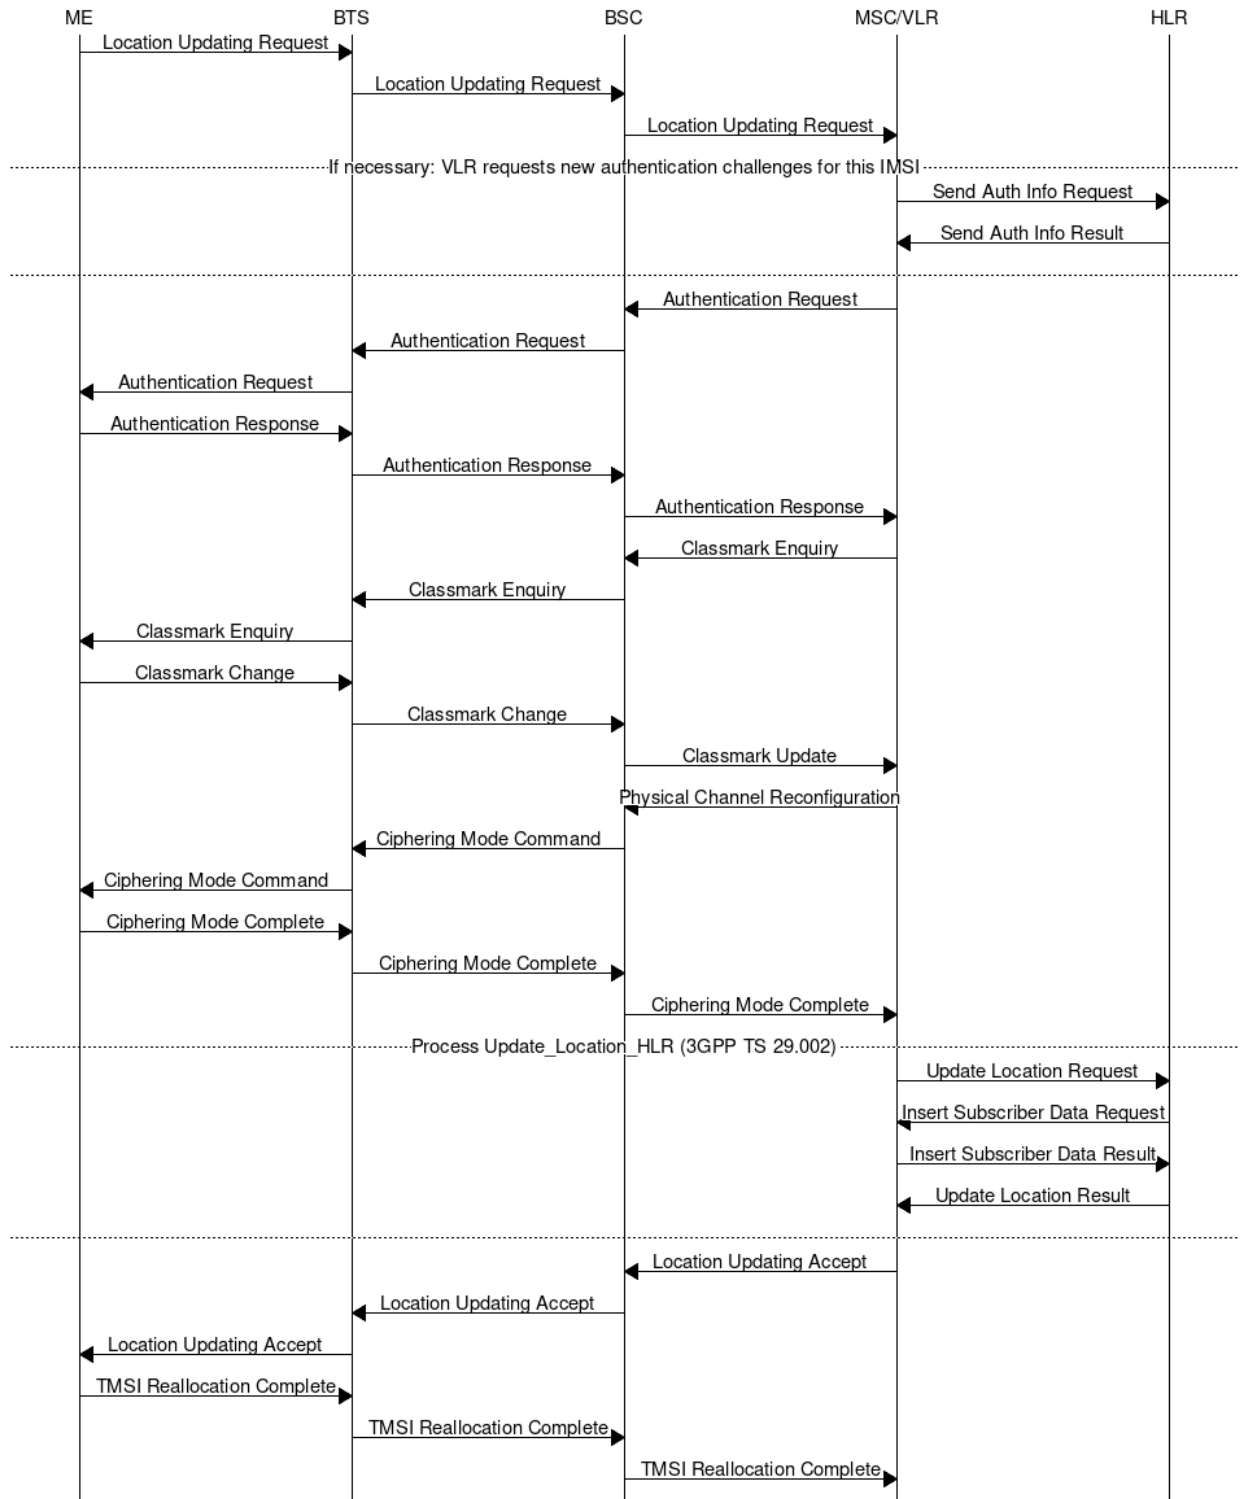 ME BTS BSC MSC/VLR HLR
Location Updating Request
Location Updating Request
Location Updating Request
If necessary: VLR requests new authentication challenges for this IMSI
Send Auth Info Request
Send Auth Info Result
Authentication Request
Authentication Request
Authentication Request
Authentication Response
Authentication Response
Authentication Response
Classmark Enquiry
Classmark Enquiry
Classmark Enquiry
Classmark Change
Classmark Change
Classmark Update
Physical Channel Reconfiguration
Ciphering Mode Command
Ciphering Mode Command
Ciphering Mode Complete
Ciphering Mode Complete
Ciphering Mode Complete
Process Update_Location_HLR (3GPP TS 29.002)
Update Location Request
Insert Subscriber Data Request
Insert Subscriber Data Result
Update Location Result
Location Updating Accept
Location Updating Accept
Location Updating Accept
TMSI Reallocation Complete
TMSI Reallocation Complete
TMSI Reallocation Complete